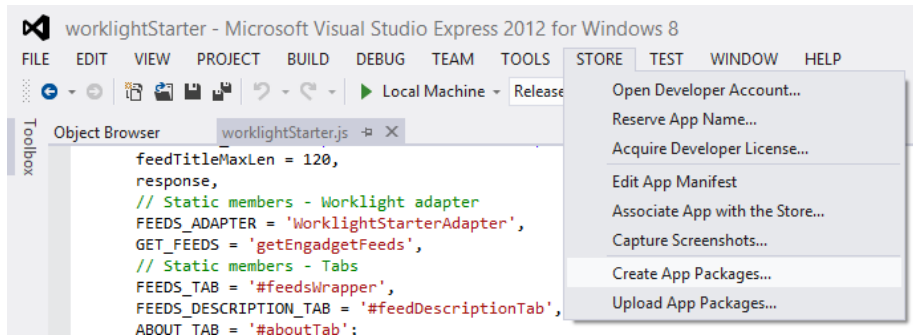 worklightStarter - Microsoft Visual Studio Express 2012 for Windows 8
FILE EDIT VIEW PROJECT BUILD DEBUG TEAM TOOLS STORE TEST WINDOW HELP
Local Machine Release
Open Developer Account...
Reserve App Name...
Acquire Developer License...
Edit App Manifest
Associate App with the Store...
Capture Screenshots...
Create App Packages...
Upload App Packages...
Toolbox
Object Browser worklightStarter.js
feedTitleMaxLen = 120,
response,
// Static members - Worklight adapter
FEEDS_ADAPTER = 'WorklightStarterAdapter',
GET_FEEDS = 'getEngadgetFeeds',
// Static members - Tabs
FEEDS_TAB = '#feedsWrapper',
FEEDS_DESCRIPTION_TAB = '#feedDescriptionTab',
ABOUT_TAB = '#aboutTab';